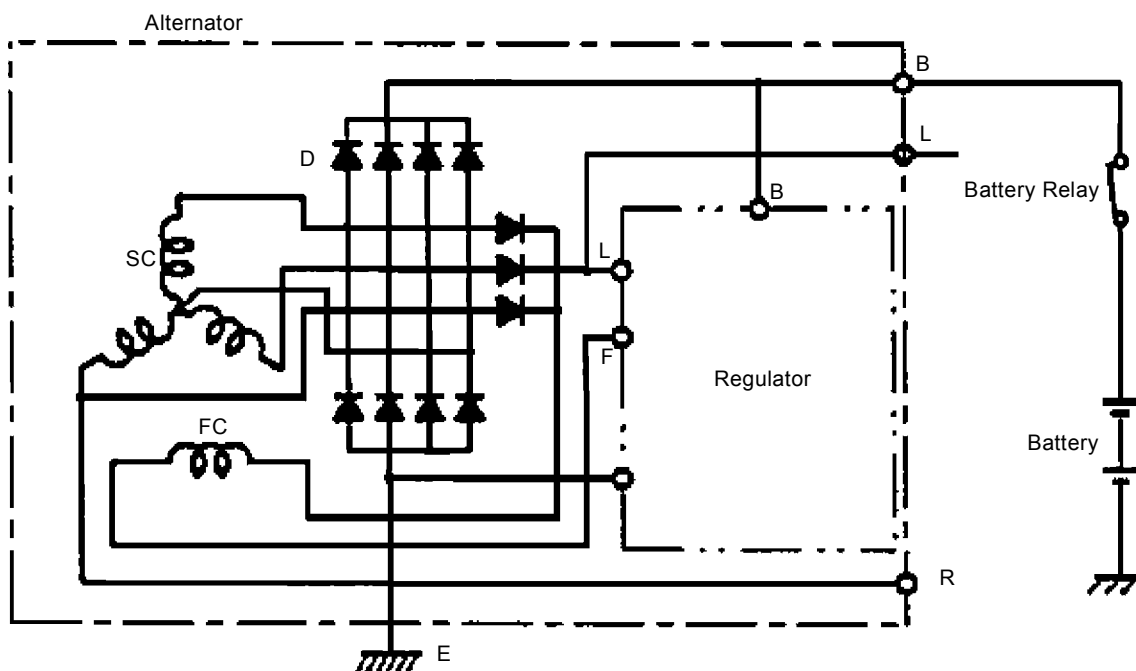 Alternator
B
D
L
Battery Relay
B
SC
L
F
Regulator
FC
Battery
R
E